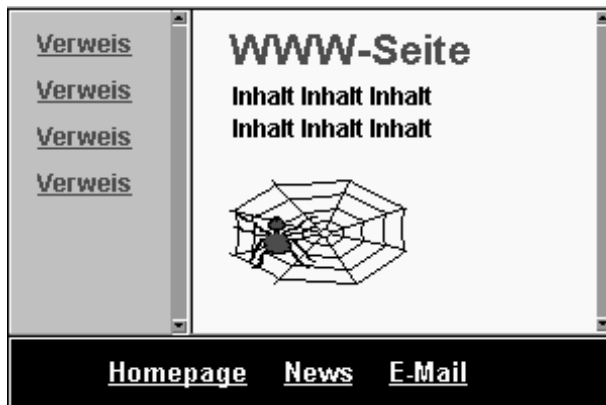 Verweis
Verweis
Verweis
Verweis
WWW-Seite
Inhalt Inhalt Inhalt
Inhalt Inhalt Inhalt
Homepage News E-Mail